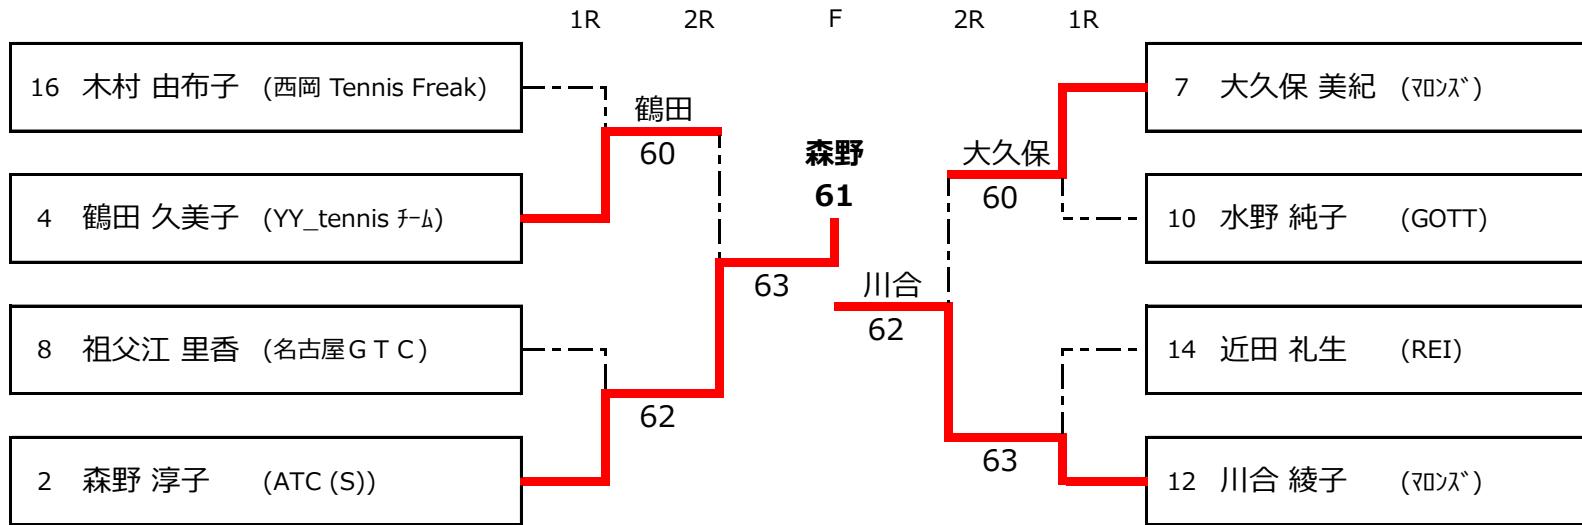 1R 2R F 2R 1R
16 木村 由布子 (西岡 Tennis Freak)
7 大久保 美紀 (ﾏﾛﾝｽﾞ)
鶴田
60
森野
61
大久保
60
4 鶴田 久美子 (YY_tennis ﾁｰﾑ)
10 水野 純子 (GOTT)
63
川合
62
8 祖父江 里香 (名古屋ＧＴＣ)
14 近田 礼生 (REI)
62
63
2 森野 淳子 (ATC (S))
12 川合 綾子 (ﾏﾛﾝｽﾞ)